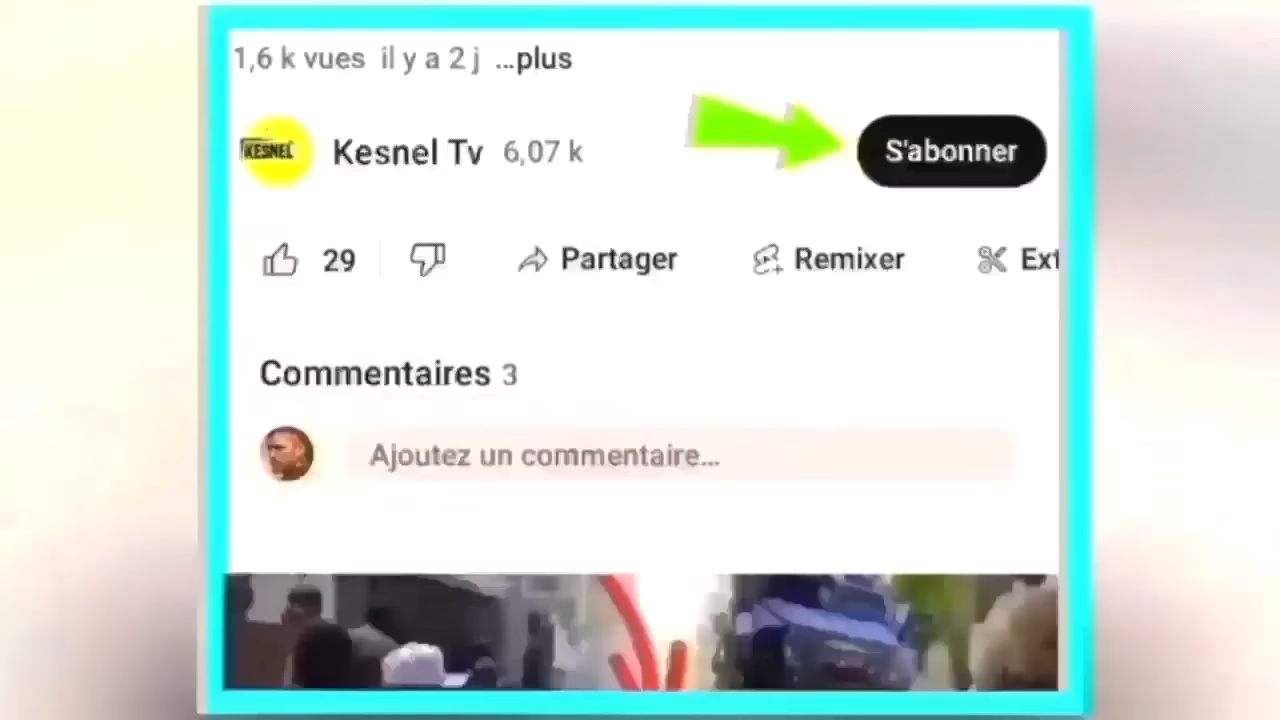 1,6 k vues il y a 2 j ...plus
KESNEL Kesnel Tv 6,07 k S'abonner
29 Partager Remixer Ext
Commentaires 3
Ajoutez un commentaire...